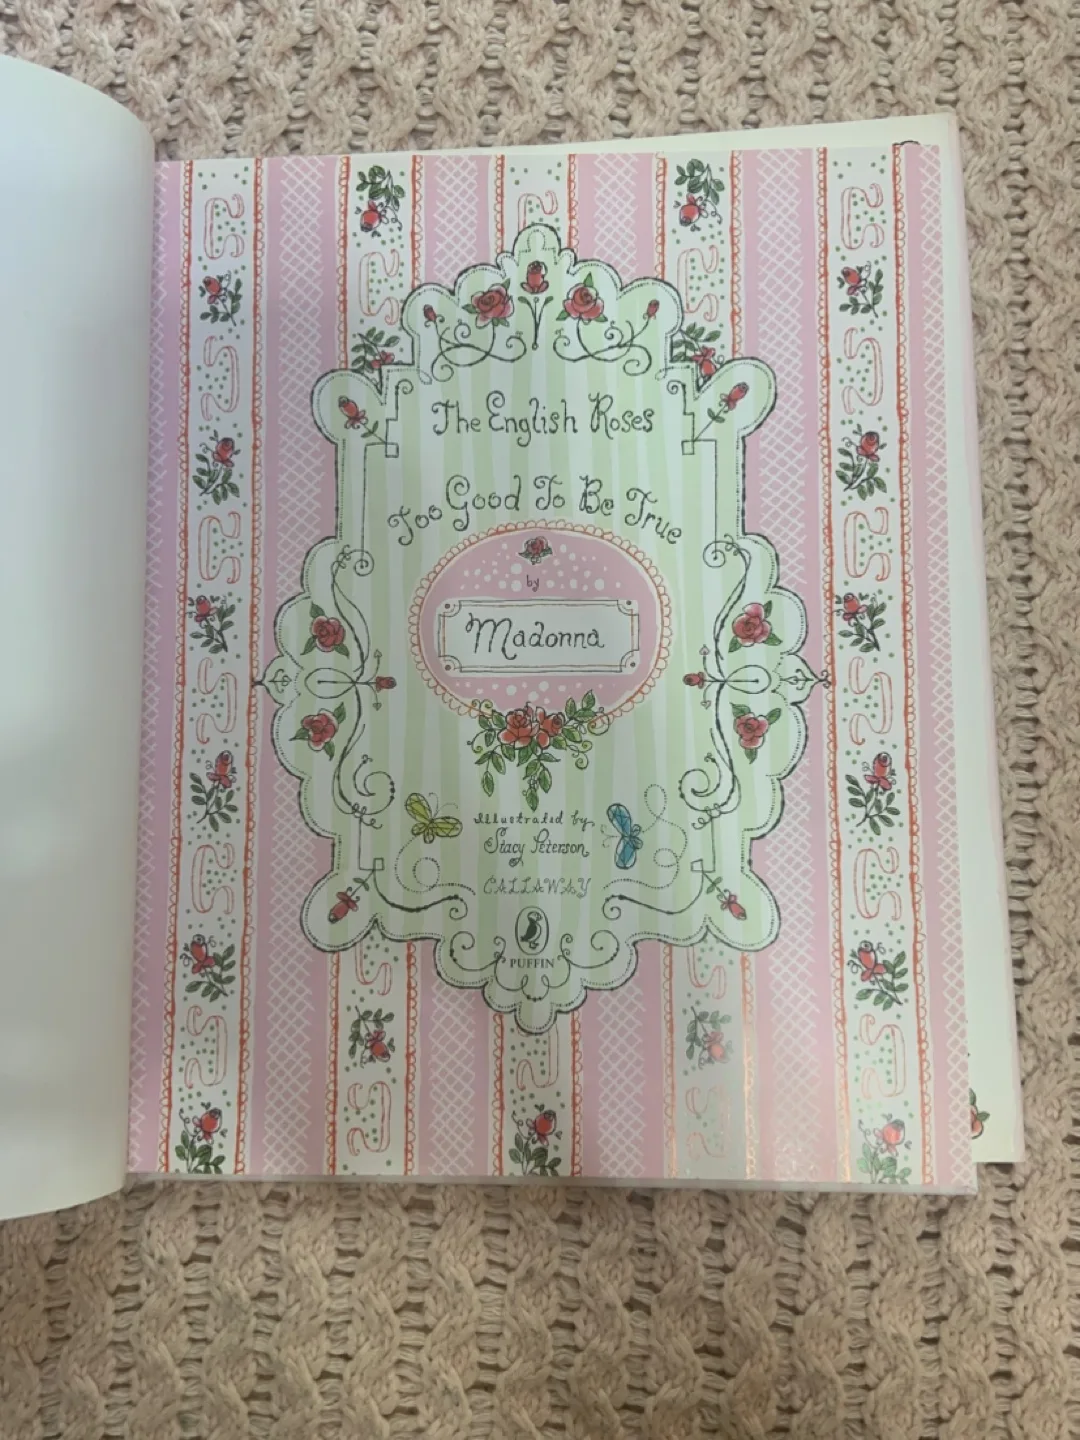 The English Roses
Too Good To Be True
by
Madonna
Illustrated by
Stacy Peterson
CALLAWAY
PUFFIN